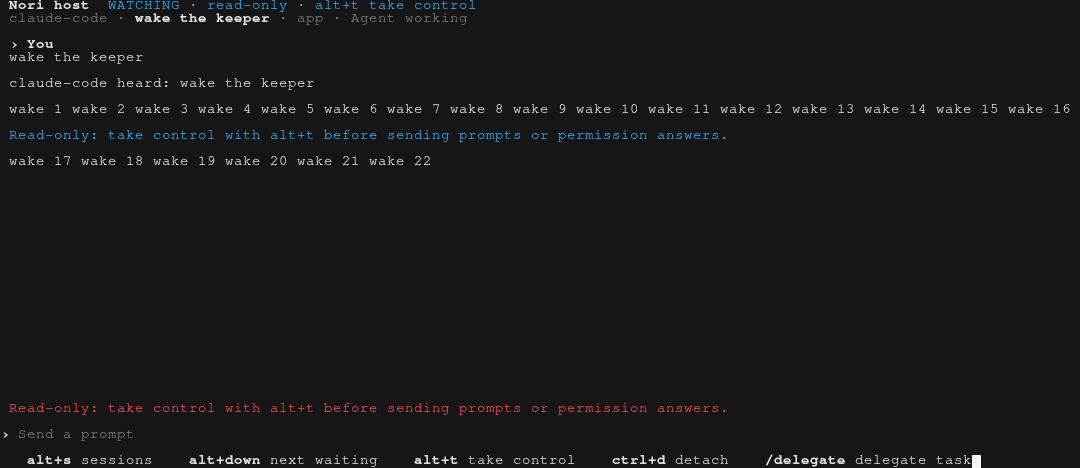 Nori host  WATCHING · read-only · alt+t take control
claude-code · wake the keeper · app · Agent working
› You
wake the keeper
claude-code heard: wake the keeper
wake 1 wake 2 wake 3 wake 4 wake 5 wake 6 wake 7 wake 8 wake 9 wake 10 wake 11 wake 12 wake 13 wake 14 wake 15 wake 16
Read-only: take control with alt+t before sending prompts or permission answers.
wake 17 wake 18 wake 19 wake 20 wake 21 wake 22
Read-only: take control with alt+t before sending prompts or permission answers.
› Send a prompt
alt+s sessions    alt+down next waiting    alt+t take control    ctrl+d detach    /delegate delegate task